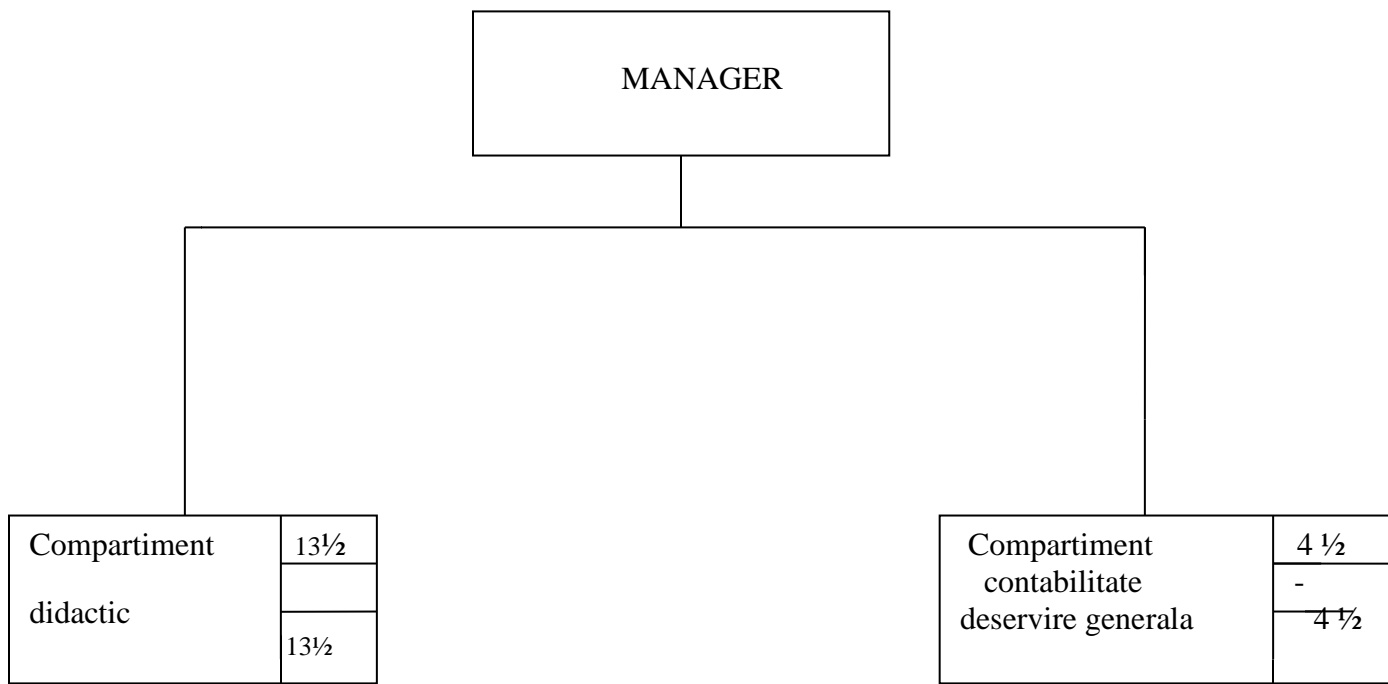 MANAGER
Compartiment
didactic
13½
13½
Compartiment
contabilitate
deservire generala
4 ½
-
4 ½